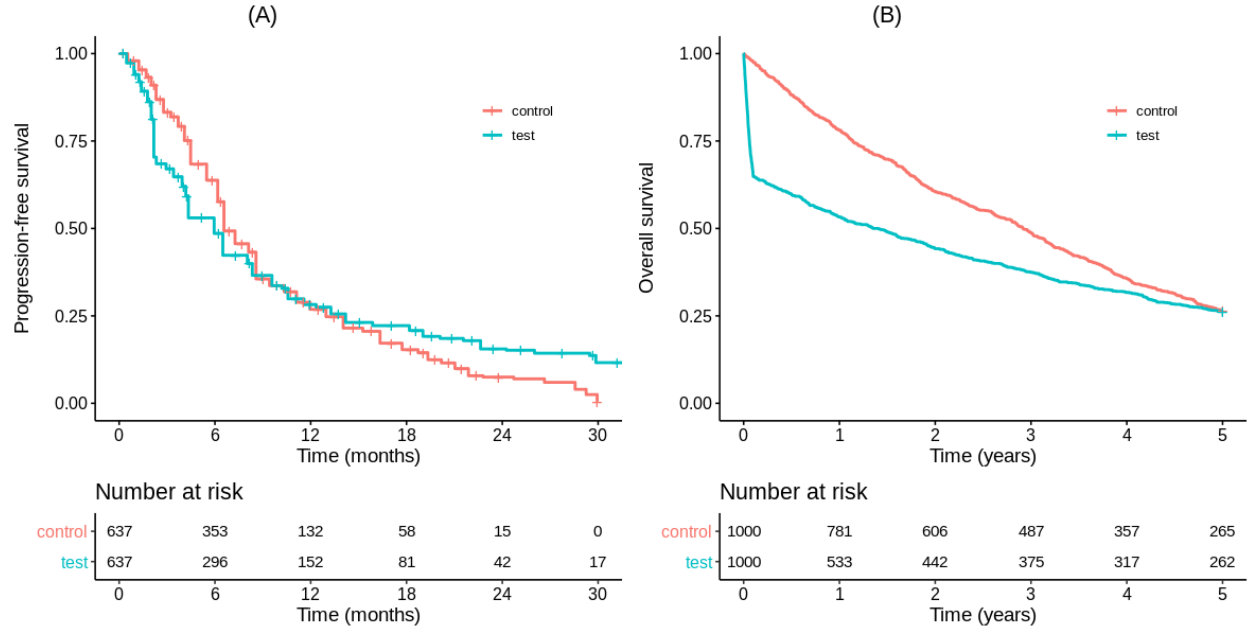 (A)
Progression-free survival
1.00
0.75
0.50
0.25
0.00
control
test
0 6 12 18 24 30
Time (months)
Number at risk
control 637 353 132 58 15 0
test 637 296 152 81 42 17
0 6 12 18 24 30
Time (months)
(B)
Overall survival
1.00
0.75
0.50
0.25
0.00
control
test
0 1 2 3 4 5
Time (years)
Number at risk
control 1000 781 606 487 357 265
test 1000 533 442 375 317 262
0 1 2 3 4 5
Time (years)